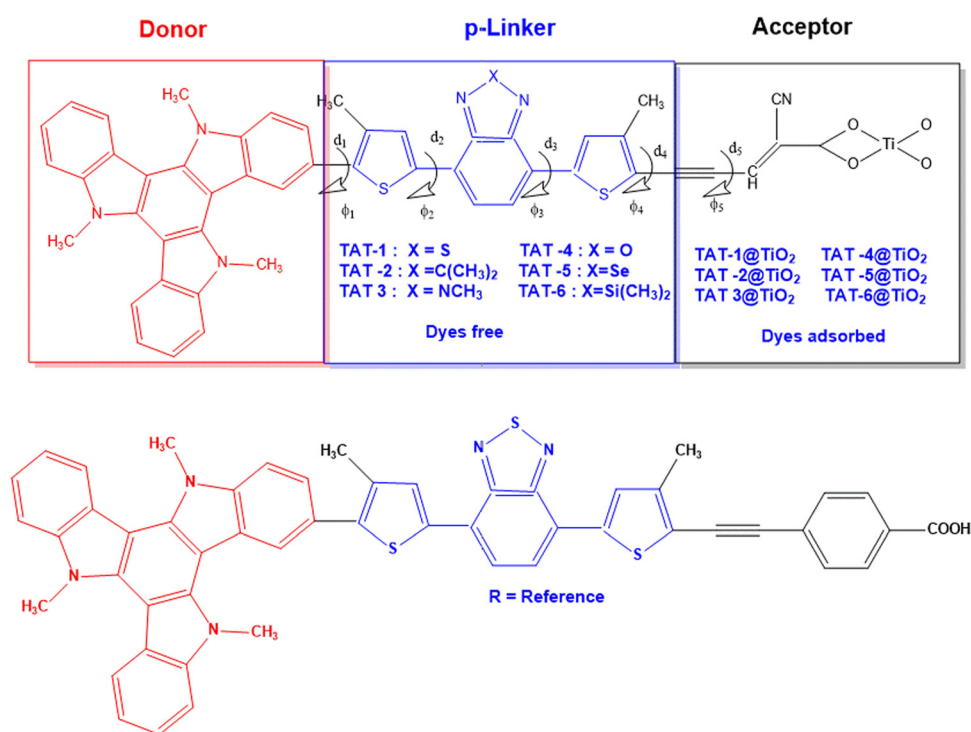 Donor
p-Linker
Acceptor
H₃C
H₃C
X
N
N
CH₃
CN
N
d₁
d₂
d₃
d₄
d₅
O
O
Ti
O
O
N
S
S
H
H₃C
ϕ₁
ϕ₂
ϕ₃
ϕ₄
ϕ₅
N
CH₃
TAT-1 : X = S
TAT -4 : X = O
TAT -2 : X =C(CH₃)₂
TAT -5 : X=Se
TAT 3 : X = NCH₃
TAT-6 : X=Si(CH₃)₂
Dyes free
TAT-1@TiO₂
TAT -4@TiO₂
TAT -2@TiO₂
TAT -5@TiO₂
TAT 3@TiO₂
TAT-6@TiO₂
Dyes adsorbed
H₃C
H₃C
S
N
N
CH₃
N
S
S
COOH
N
H₃C
N
CH₃
R = Reference